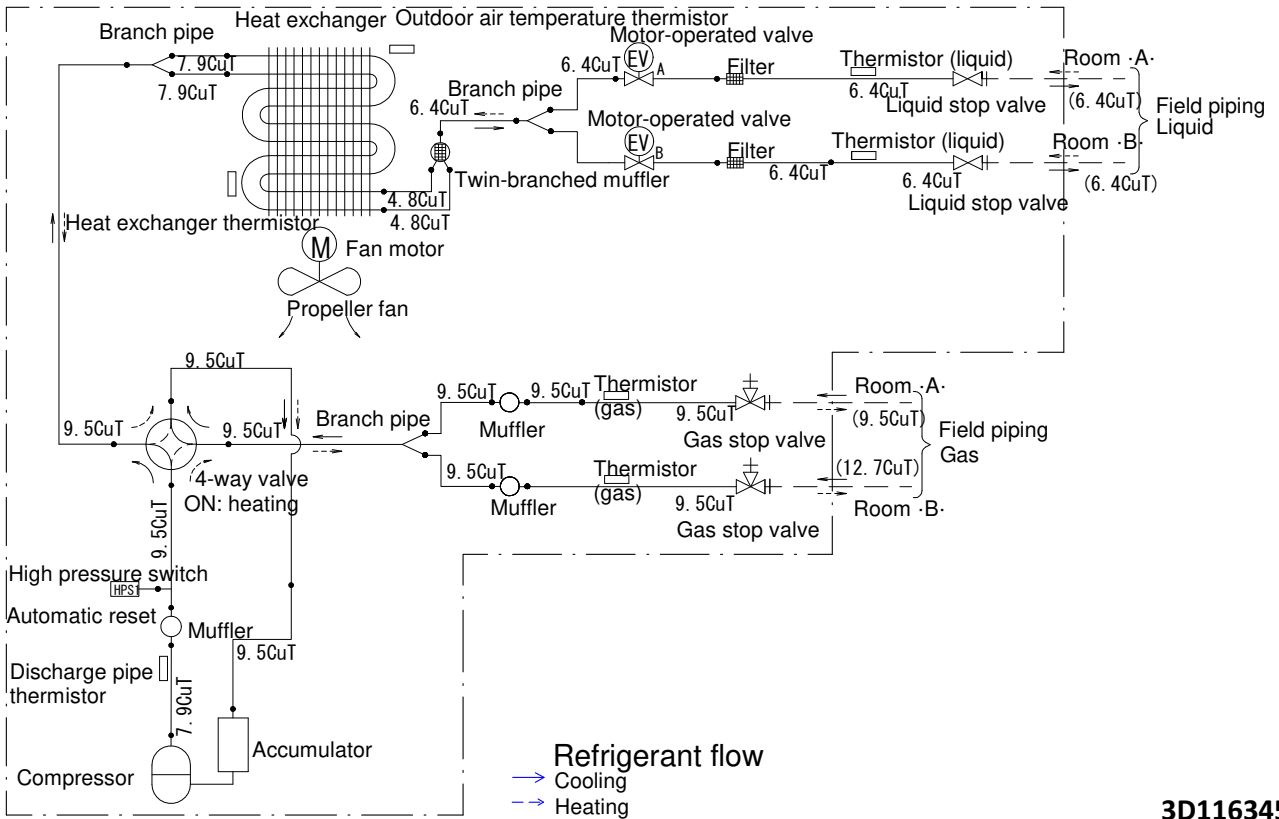 Heat exchanger
Outdoor air temperature thermistor
Branch pipe
7.9CuT
7.9CuT
Motor-operated valve
EV
A
6.4CuT
Filter
Thermistor (liquid)
6.4CuT
Liquid stop valve
Room ·A·
(6.4CuT)
Field piping
Liquid
Branch pipe
6.4CuT
Motor-operated valve
EV
B
Filter
6.4CuT
Thermistor (liquid)
6.4CuT
Liquid stop valve
Room ·B·
(6.4CuT)
Twin-branched muffler
4.8CuT
4.8CuT
Heat exchanger thermistor
M
Fan motor
Propeller fan
9.5CuT
9.5CuT
9.5CuT
Branch pipe
9.5CuT
Muffler
9.5CuT
Thermistor
(gas)
9.5CuT
Gas stop valve
Room ·A·
(9.5CuT)
Field piping
Gas
4-way valve
ON: heating
9.5CuT
Muffler
Thermistor
(gas)
9.5CuT
Gas stop valve
(12.7CuT)
Room ·B·
9.5CuT
High pressure switch
HPS1
Automatic reset
Muffler
9.5CuT
Discharge pipe
thermistor
7.9CuT
Accumulator
Compressor
Refrigerant flow
Cooling
Heating
3D116345